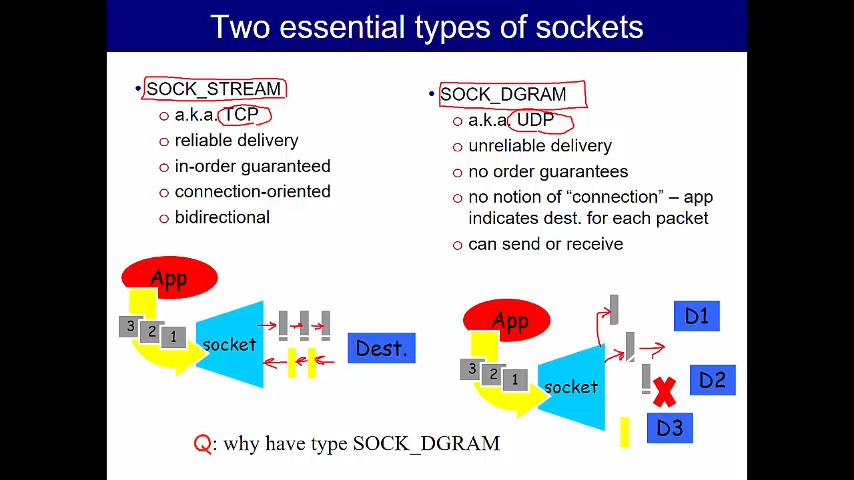 Two essential types of sockets
• SOCK_STREAM
a.k.a. TCP
reliable delivery
in-order guaranteed
connection-oriented
bidirectional
• SOCK_DGRAM
a.k.a. UDP
unreliable delivery
no order guarantees
no notion of “connection” – app
indicates dest. for each packet
can send or receive
App
3 2 1
socket
Dest.
App
3 2 1
socket
D1
D2
D3
Q: why have type SOCK_DGRAM